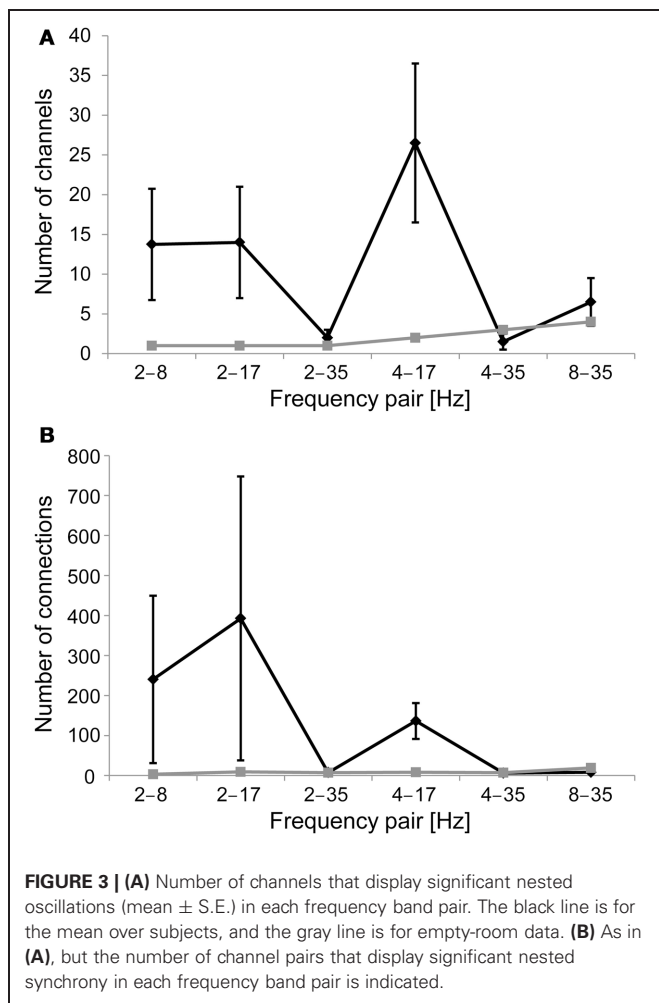 A
40
35
30
25
20
15
10
5
0
Number of channels
2–8 2–17 2–35 4–17 4–35 8–35
Frequency pair [Hz]
B
800
700
600
500
400
300
200
100
0
Number of connections
2–8 2–17 2–35 4–17 4–35 8–35
Frequency pair [Hz]
FIGURE 3 | (A) Number of channels that display significant nested
oscillations (mean ± S.E.) in each frequency band pair. The black line is for
the mean over subjects, and the gray line is for empty-room data. (B) As in
(A), but the number of channel pairs that display significant nested
synchrony in each frequency band pair is indicated.